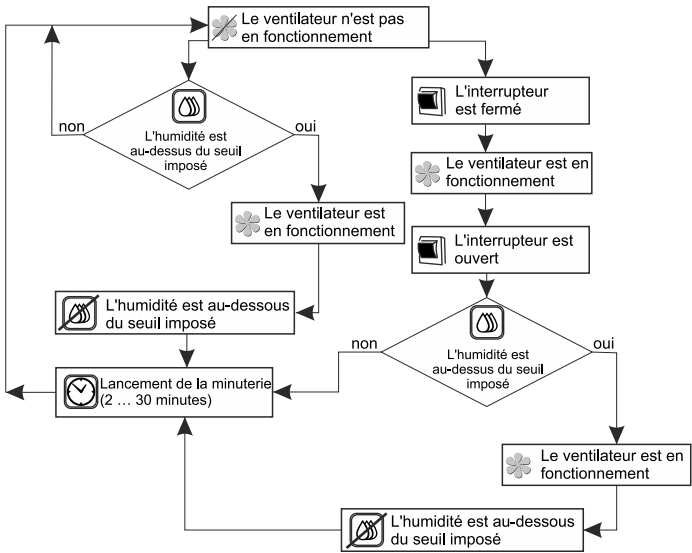 Le ventilateur n'est pas
en fonctionnement
L'interrupteur
est fermé
non
oui
L'humidité est
au-dessus du seuil
imposé
Le ventilateur est en
fonctionnement
Le ventilateur est
en fonctionnement
L'interrupteur est
ouvert
L'humidité est au-dessous
du seuil imposé
non
oui
L'humidité est
au-dessus du seuil
imposé
Lancement de la minuterie
(2 ... 30 minutes)
Le ventilateur est en
fonctionnement
L'humidité est au-dessous
du seuil imposé